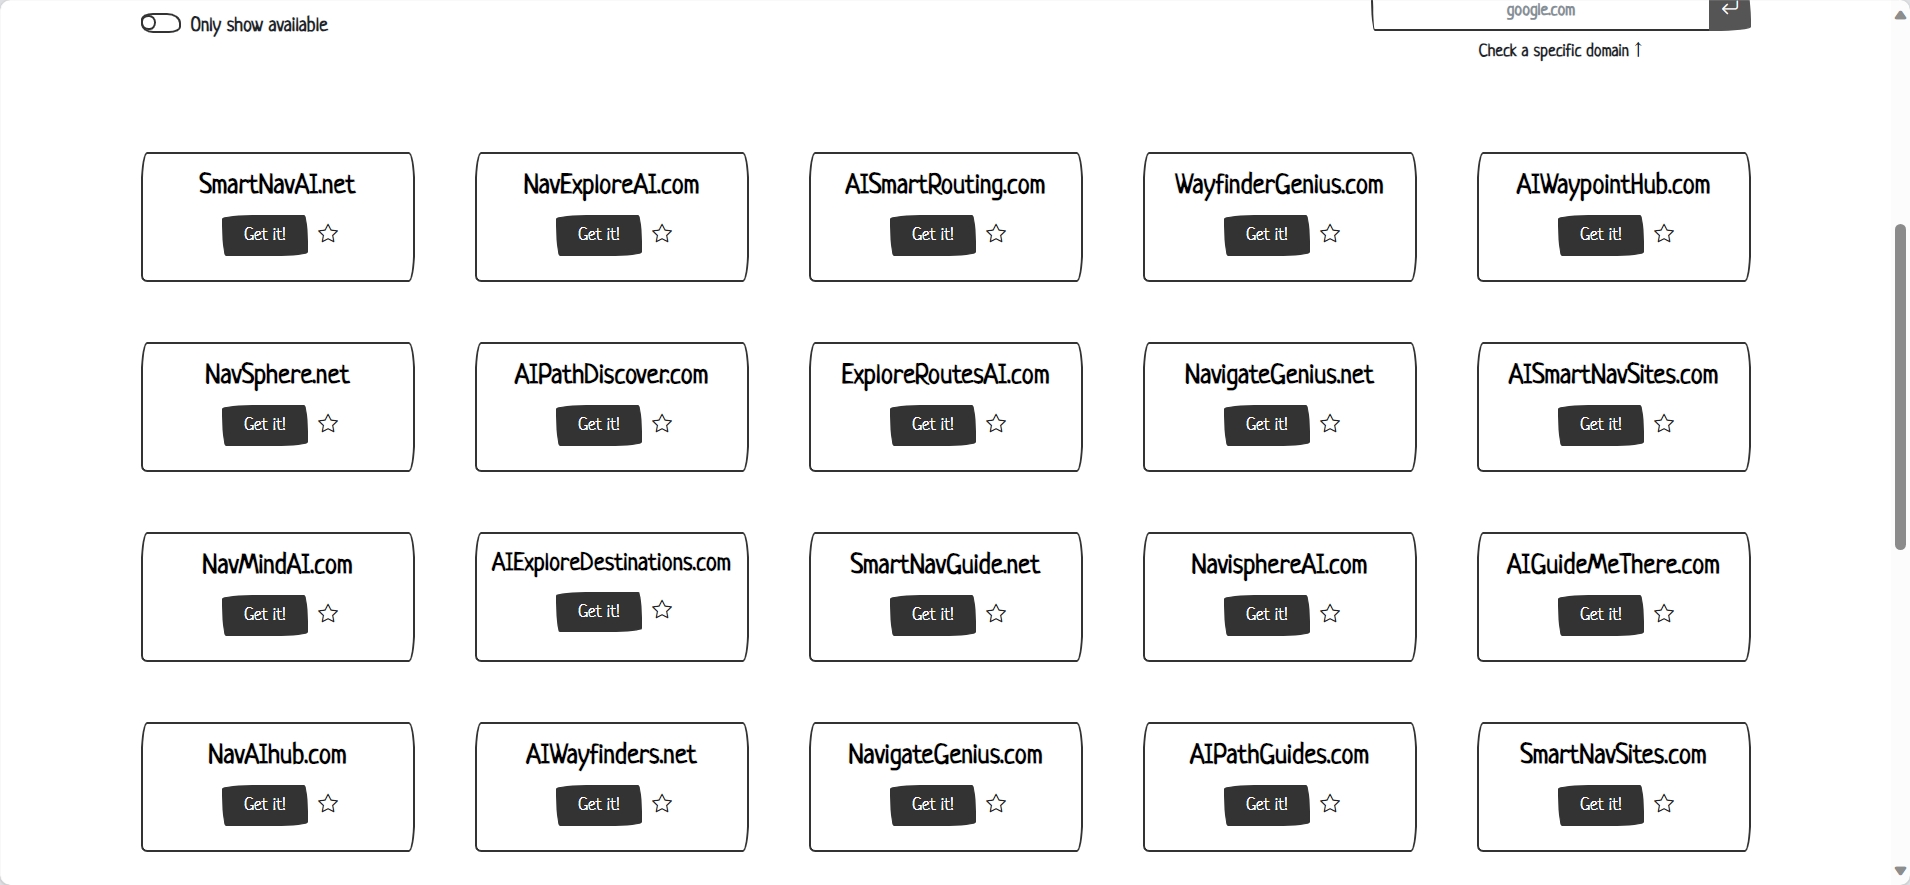 Only show available
google.com
Check a specific domain ↑
SmartNavAI.net
Get it!
NavExploreAI.com
Get it!
AISmartRouting.com
Get it!
WayfinderGenius.com
Get it!
AIWaypointHub.com
Get it!
NavSphere.net
Get it!
AIPathDiscover.com
Get it!
ExploreRoutesAI.com
Get it!
NavigateGenius.net
Get it!
AISmartNavSites.com
Get it!
NavMindAI.com
Get it!
AIExploreDestinations.com
Get it!
SmartNavGuide.net
Get it!
NavisphereAI.com
Get it!
AIGuideMeThere.com
Get it!
NavAIhub.com
Get it!
AIWayfinders.net
Get it!
NavigateGenius.com
Get it!
AIPathGuides.com
Get it!
SmartNavSites.com
Get it!